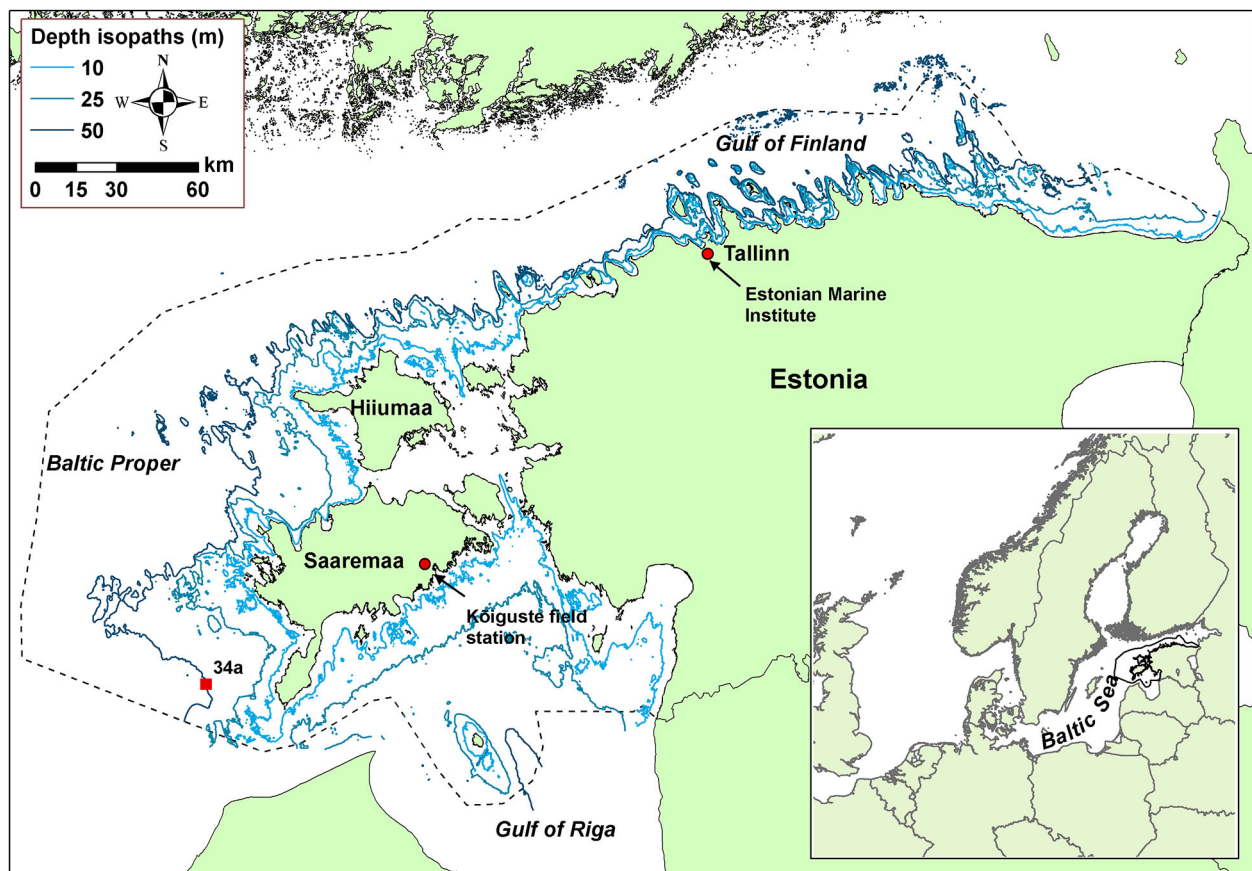 Depth isopaths (m)
10
25
50
N
W E
S
km
0 15 30 60
Gulf of Finland
Tallinn
Estonian Marine
Institute
Estonia
Hiiumaa
Baltic Proper
Saaremaa
Kõiguste field
station
34a
Gulf of Riga
Baltic Sea